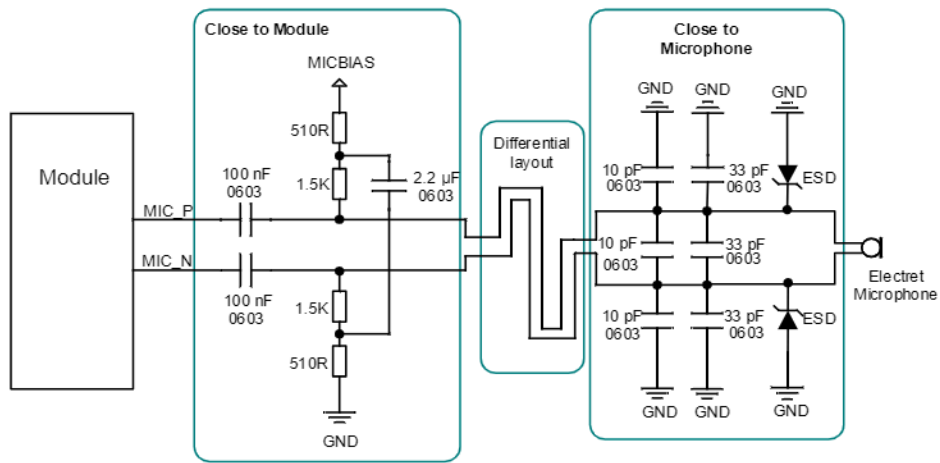 Close to Module
MICBIAS
510R
100 nF
0603
1.5K
2.2 µF
0603
Module
MIC_P
MIC_N
100 nF
0603
1.5K
510R
GND
Differential
layout
Close to
Microphone
GND
GND
GND
10 pF
0603
33 pF
0603
ESD
10 pF
0603
33 pF
0603
Electret
Microphone
10 pF
0603
33 pF
0603
ESD
GND
GND
GND